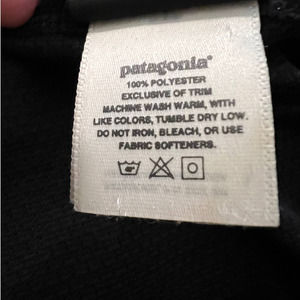 patagonia®
100% POLYESTER
EXCLUSIVE OF TRIM
MACHINE WASH WARM, WITH
LIKE COLORS, TUMBLE DRY LOW.
DO NOT IRON, BLEACH, OR USE
FABRIC SOFTENERS.